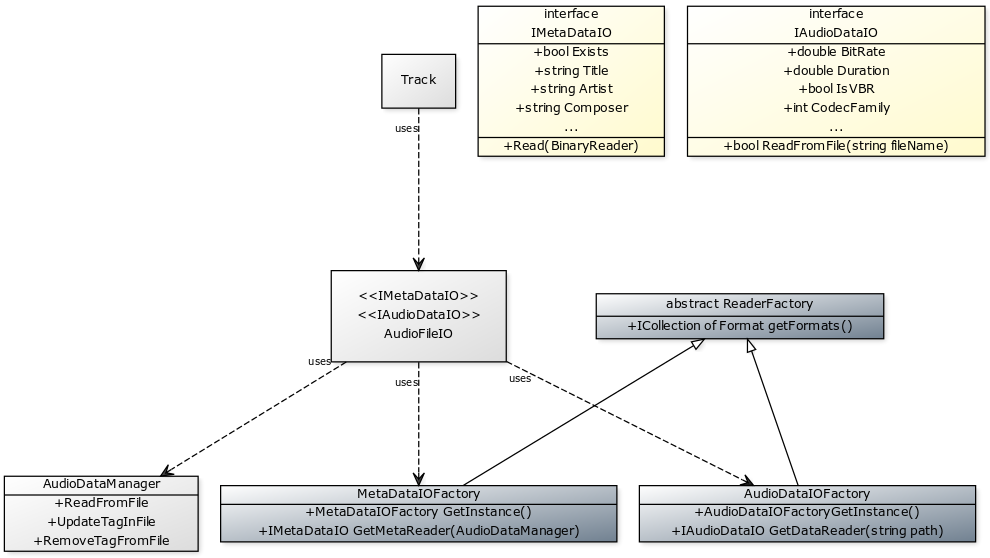 interface
IMetaDataIO
+bool Exists
+string Title
+string Artist
+string Composer
...
+Read(BinaryReader)
interface
IAudioDataIO
+double BitRate
+double Duration
+bool IsVBR
+int CodecFamily
...
+bool ReadFromFile(string fileName)
Track
uses
<<IMetaDataIO>>
<<IAudioDataIO>>
AudioFileIO
abstract ReaderFactory
+ICollection of Format getFormats()
uses
uses
uses
AudioDataManager
+ReadFromFile
+UpdateTagInFile
+RemoveTagFromFile
MetaDataIOFactory
+MetaDataIOFactory GetInstance()
+IMetaDataIO GetMetaReader(AudioDataManager)
AudioDataIOFactory
+AudioDataIOFactoryGetInstance()
+IAudioDataIO GetDataReader(string path)